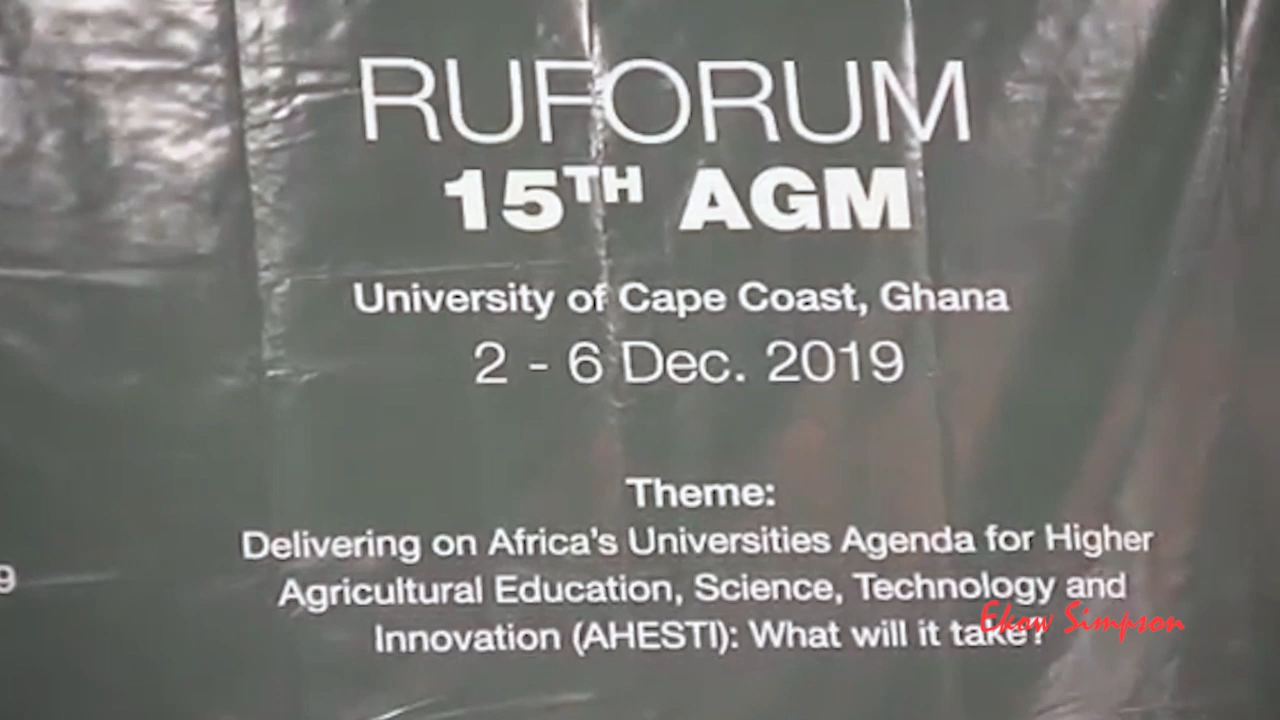 RUFORUM
15TH AGM
University of Cape Coast, Ghana
2 - 6 Dec. 2019
Theme:
Delivering on Africa's Universities Agenda for Higher
9
Agricultural Education, Science, Technology and
Ekow Simpson
Innovation (AHESTI): What will it take?